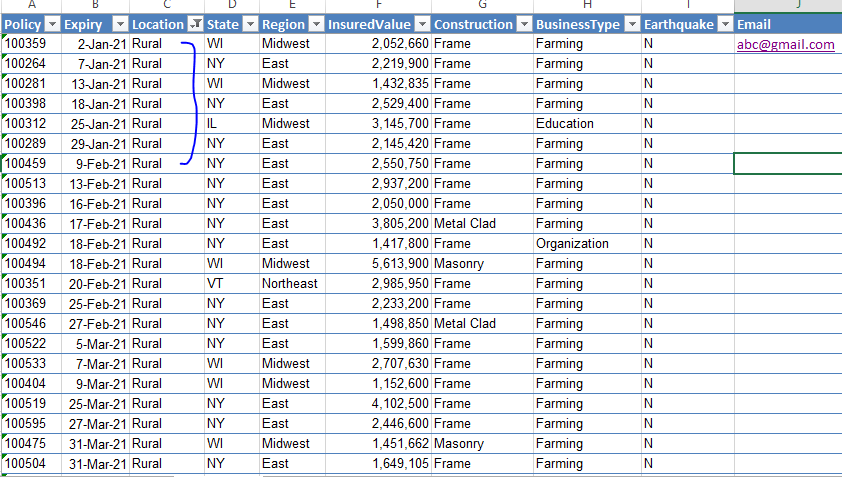 A B C D E F G H I J
Policy Expiry Location State Region InsuredValue Construction BusinessType Earthquake Email
100359 2-Jan-21 Rural WI Midwest 2,052,660 Frame Farming N abc@gmail.com
100264 7-Jan-21 Rural NY East 2,219,900 Frame Farming N
100281 13-Jan-21 Rural WI Midwest 1,432,835 Frame Farming N
100398 18-Jan-21 Rural NY East 2,529,400 Frame Farming N
100312 25-Jan-21 Rural IL Midwest 3,145,700 Frame Education N
100289 29-Jan-21 Rural NY East 2,145,420 Frame Farming N
100459 9-Feb-21 Rural NY East 2,550,750 Frame Farming N
100513 13-Feb-21 Rural NY East 2,937,200 Frame Farming N
100396 16-Feb-21 Rural NY East 2,050,000 Frame Farming N
100436 17-Feb-21 Rural NY East 3,805,200 Metal Clad Farming N
100492 18-Feb-21 Rural NY East 1,417,800 Frame Organization N
100494 18-Feb-21 Rural WI Midwest 5,613,900 Masonry Farming N
100351 20-Feb-21 Rural VT Northeast 2,985,950 Frame Farming N
100369 25-Feb-21 Rural NY East 2,233,200 Frame Farming N
100546 27-Feb-21 Rural NY East 1,498,850 Metal Clad Farming N
100522 5-Mar-21 Rural NY East 1,599,860 Frame Farming N
100533 7-Mar-21 Rural WI Midwest 2,707,630 Frame Farming N
100404 9-Mar-21 Rural WI Midwest 1,152,600 Frame Farming N
100519 25-Mar-21 Rural NY East 4,102,500 Frame Farming N
100595 27-Mar-21 Rural NY East 2,446,600 Frame Farming N
100475 31-Mar-21 Rural WI Midwest 1,451,662 Masonry Farming N
100504 31-Mar-21 Rural NY East 1,649,105 Frame Farming N